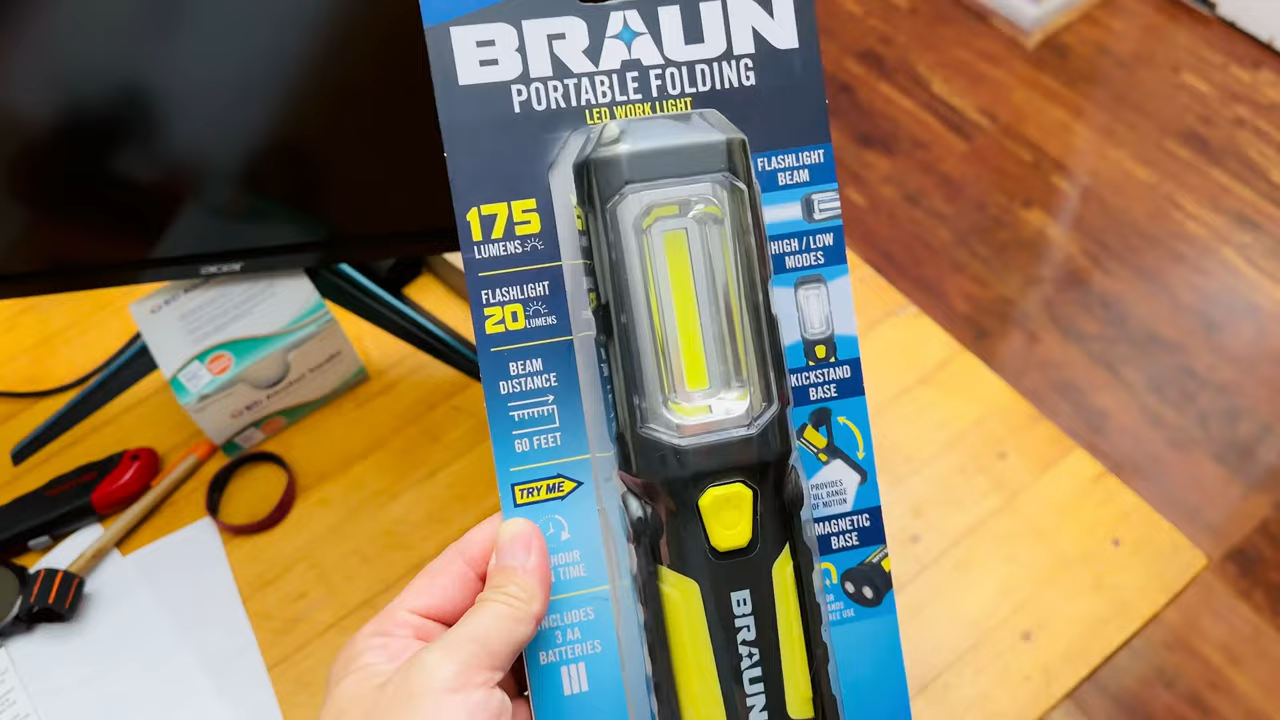 BRAUN
PORTABLE FOLDING
LED WORK LIGHT
175
LUMENS
FLASHLIGHT
20 LUMENS
BEAM
DISTANCE
60 FEET
TRY ME
HOUR
TIME
INCLUDES
3 AA
BATTERIES
FLASHLIGHT
BEAM
HIGH / LOW
MODES
KICKSTAND
BASE
PROVIDES
FULL RANGE
OF MOTION
MAGNETIC
BASE
USE
BRAUN
acer